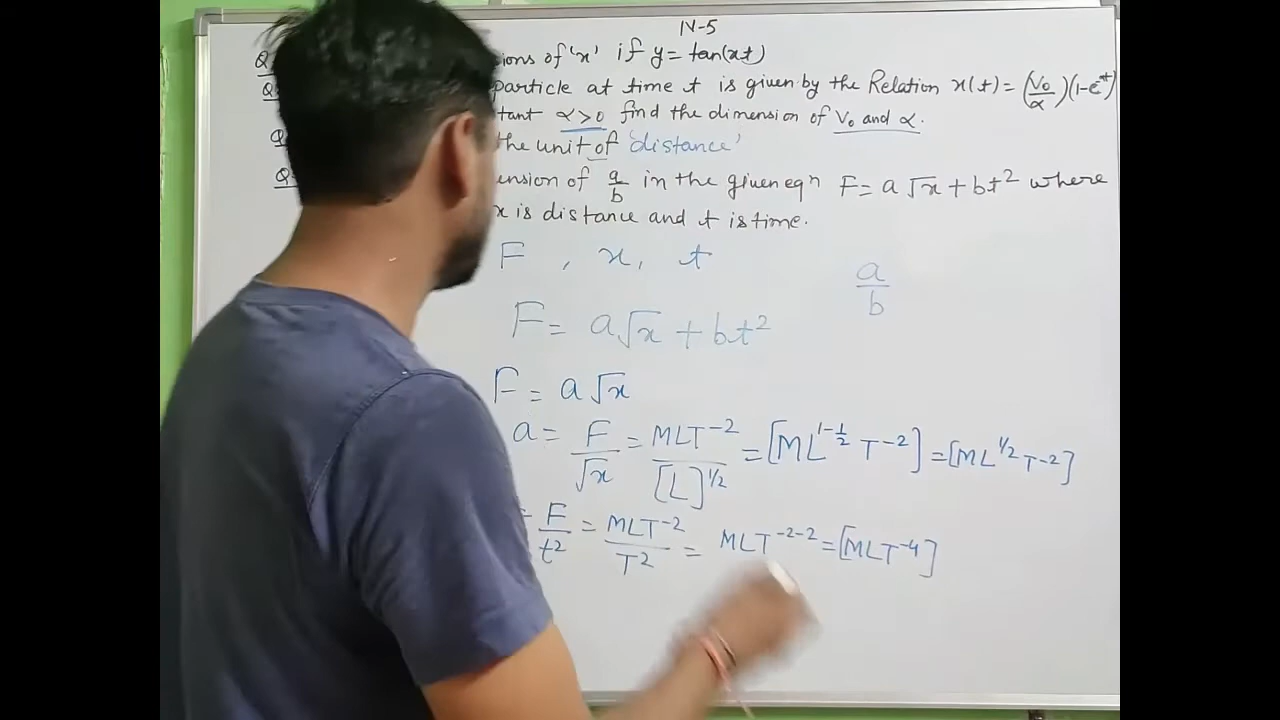 N-5
Q ions of 'x' if y = tan(xt)
Q particle at time t is given by the Relation x(t) = (V₀/α)(1-e⁻ᵅᵗ)
tant α>0 find the dimension of V₀ and α.
Q the unit of 'distance'
Q ension of a/b in the given eqn F = a√x + bt² where
x is distance and t is time.
F , x, t
a/b
F = a√x + bt²
F = a√x
a = F/√x = MLT⁻²/[L]^1/2 = [ML^1-1/2 T⁻²] = [ML^1/2 T⁻²]
= F/t² = MLT⁻²/T² = MLT⁻²⁻² = [MLT⁻⁴]